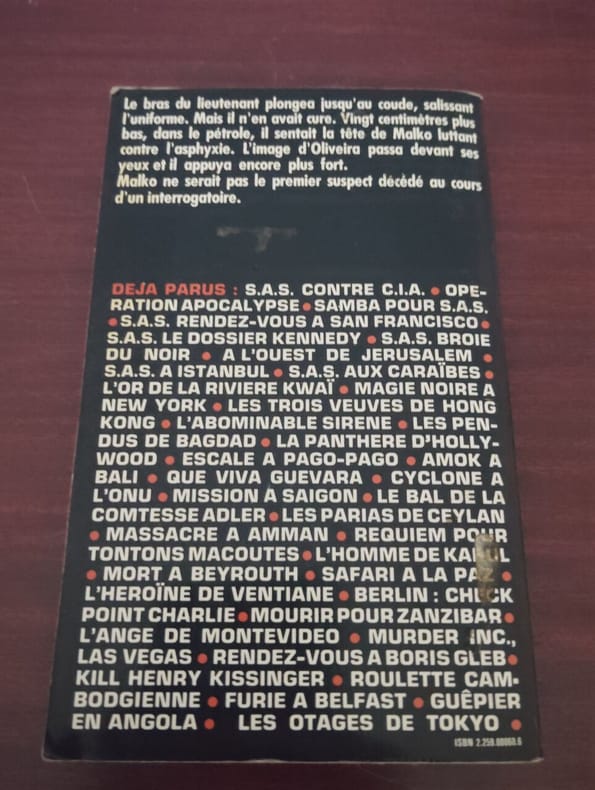 Le bras du lieutenant plongea jusqu'au coude, salissant
l'uniforme. Mais il n'en avait cure. Vingt centimètres plus
bas, dans le pétrole, il sentait la tête de Malko luttant
contre l'asphyxie. L'image d'Oliveira passa devant ses
yeux et il appuya encore plus fort.
Malko ne serait pas le premier suspect décédé au cours
d'un interrogatoire.
DEJA PARUS : S.A.S. CONTRE C.I.A. • OPE-
RATION APOCALYPSE • SAMBA POUR S.A.S.
• S.A.S. RENDEZ-VOUS A SAN FRANCISCO •
S.A.S. LE DOSSIER KENNEDY • S.A.S. BROIE
DU NOIR • A L'OUEST DE JERUSALEM •
S.A.S. A ISTANBUL • S.A.S. AUX CARAÏBES •
L'OR DE LA RIVIERE KWAÏ • MAGIE NOIRE A
NEW YORK • LES TROIS VEUVES DE HONG
KONG • L'ABOMINABLE SIRENE • LES PEN-
DUS DE BAGDAD • LA PANTHERE D'HOLLY-
WOOD • ESCALE A PAGO-PAGO • AMOK A
BALI • QUE VIVA GUEVARA • CYCLONE A
L'ONU • MISSION A SAIGON • LE BAL DE LA
COMTESSE ADLER • LES PARIAS DE CEYLAN
• MASSACRE A AMMAN • REQUIEM POUR
TONTONS MACOUTES • L'HOMME DE KABUL
• MORT A BEYROUTH • SAFARI A LA PAZ •
L'HEROÏNE DE VENTIANE • BERLIN : CHECK
POINT CHARLIE • MOURIR POUR ZANZIBAR •
L'ANGE DE MONTEVIDEO • MURDER INC.,
LAS VEGAS • RENDEZ-VOUS A BORIS GLEB •
KILL HENRY KISSINGER • ROULETTE CAM-
BODGIENNE • FURIE A BELFAST • GUÊPIER
EN ANGOLA • LES OTAGES DE TOKYO •
ISBN 2.259.00060.6